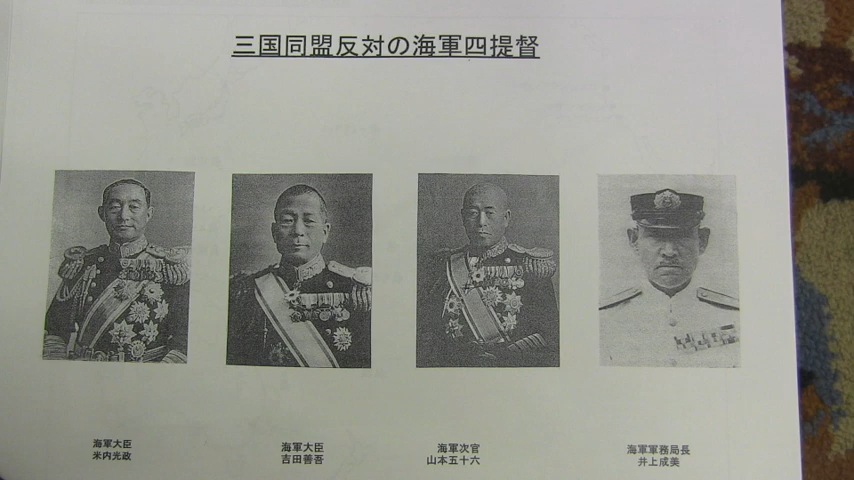 三国同盟反対の海軍四提督
海軍大臣
米内光政
海軍大臣
吉田善吾
海軍次官
山本五十六
海軍軍務局長
井上成美